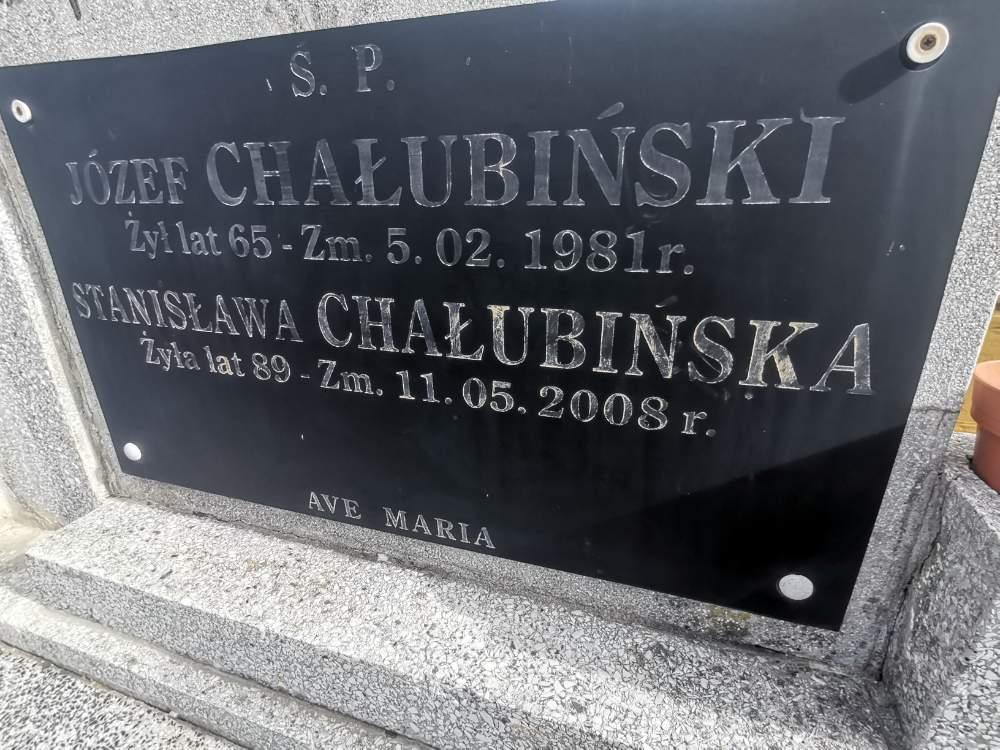 Ś. P.
JÓZEF CHAŁUBIŃSKI
Żył lat 65 - Zm. 5. 02. 1981 r.
STANISŁAWA CHAŁUBIŃSKA
Żyła lat 89 - Zm. 11. 05. 2008 r.
AVE MARIA